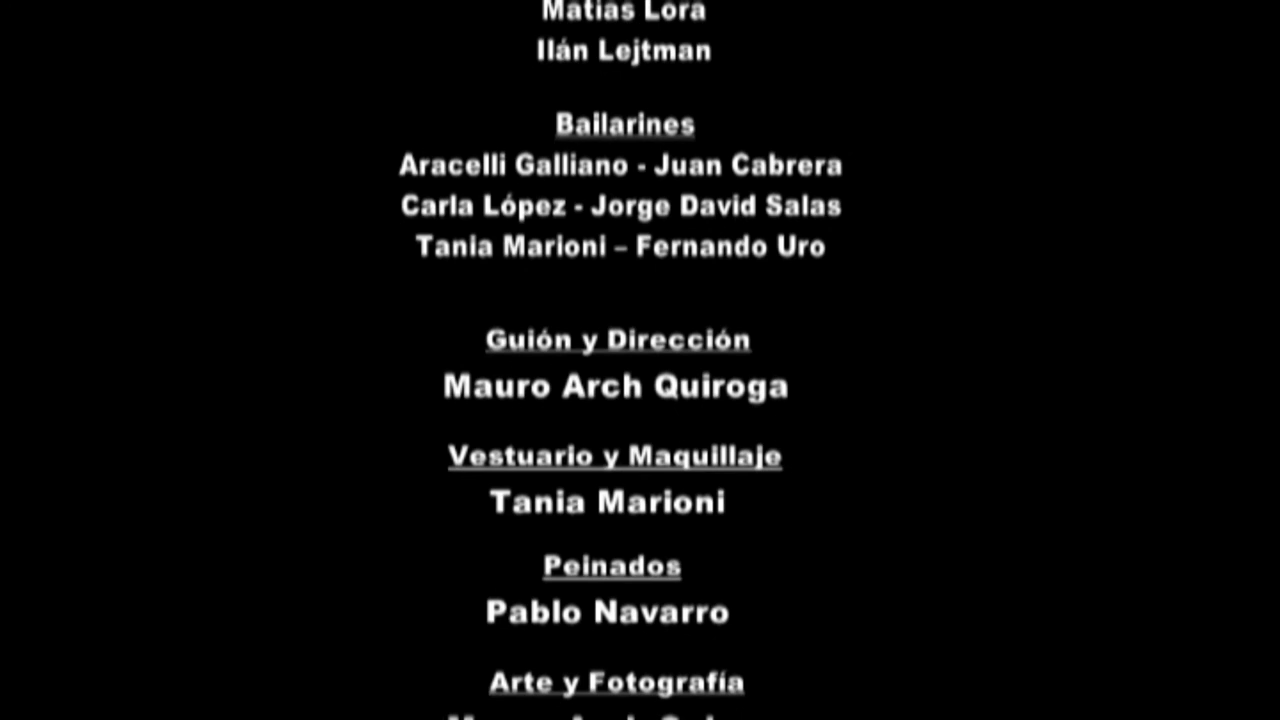 Matías Lora
Ilán Lejtman
Bailarines
Aracelli Galliano - Juan Cabrera
Carla López - Jorge David Salas
Tania Marioni – Fernando Uro
Guión y Dirección
Mauro Arch Quiroga
Vestuario y Maquillaje
Tania Marioni
Peinados
Pablo Navarro
Arte y Fotografía